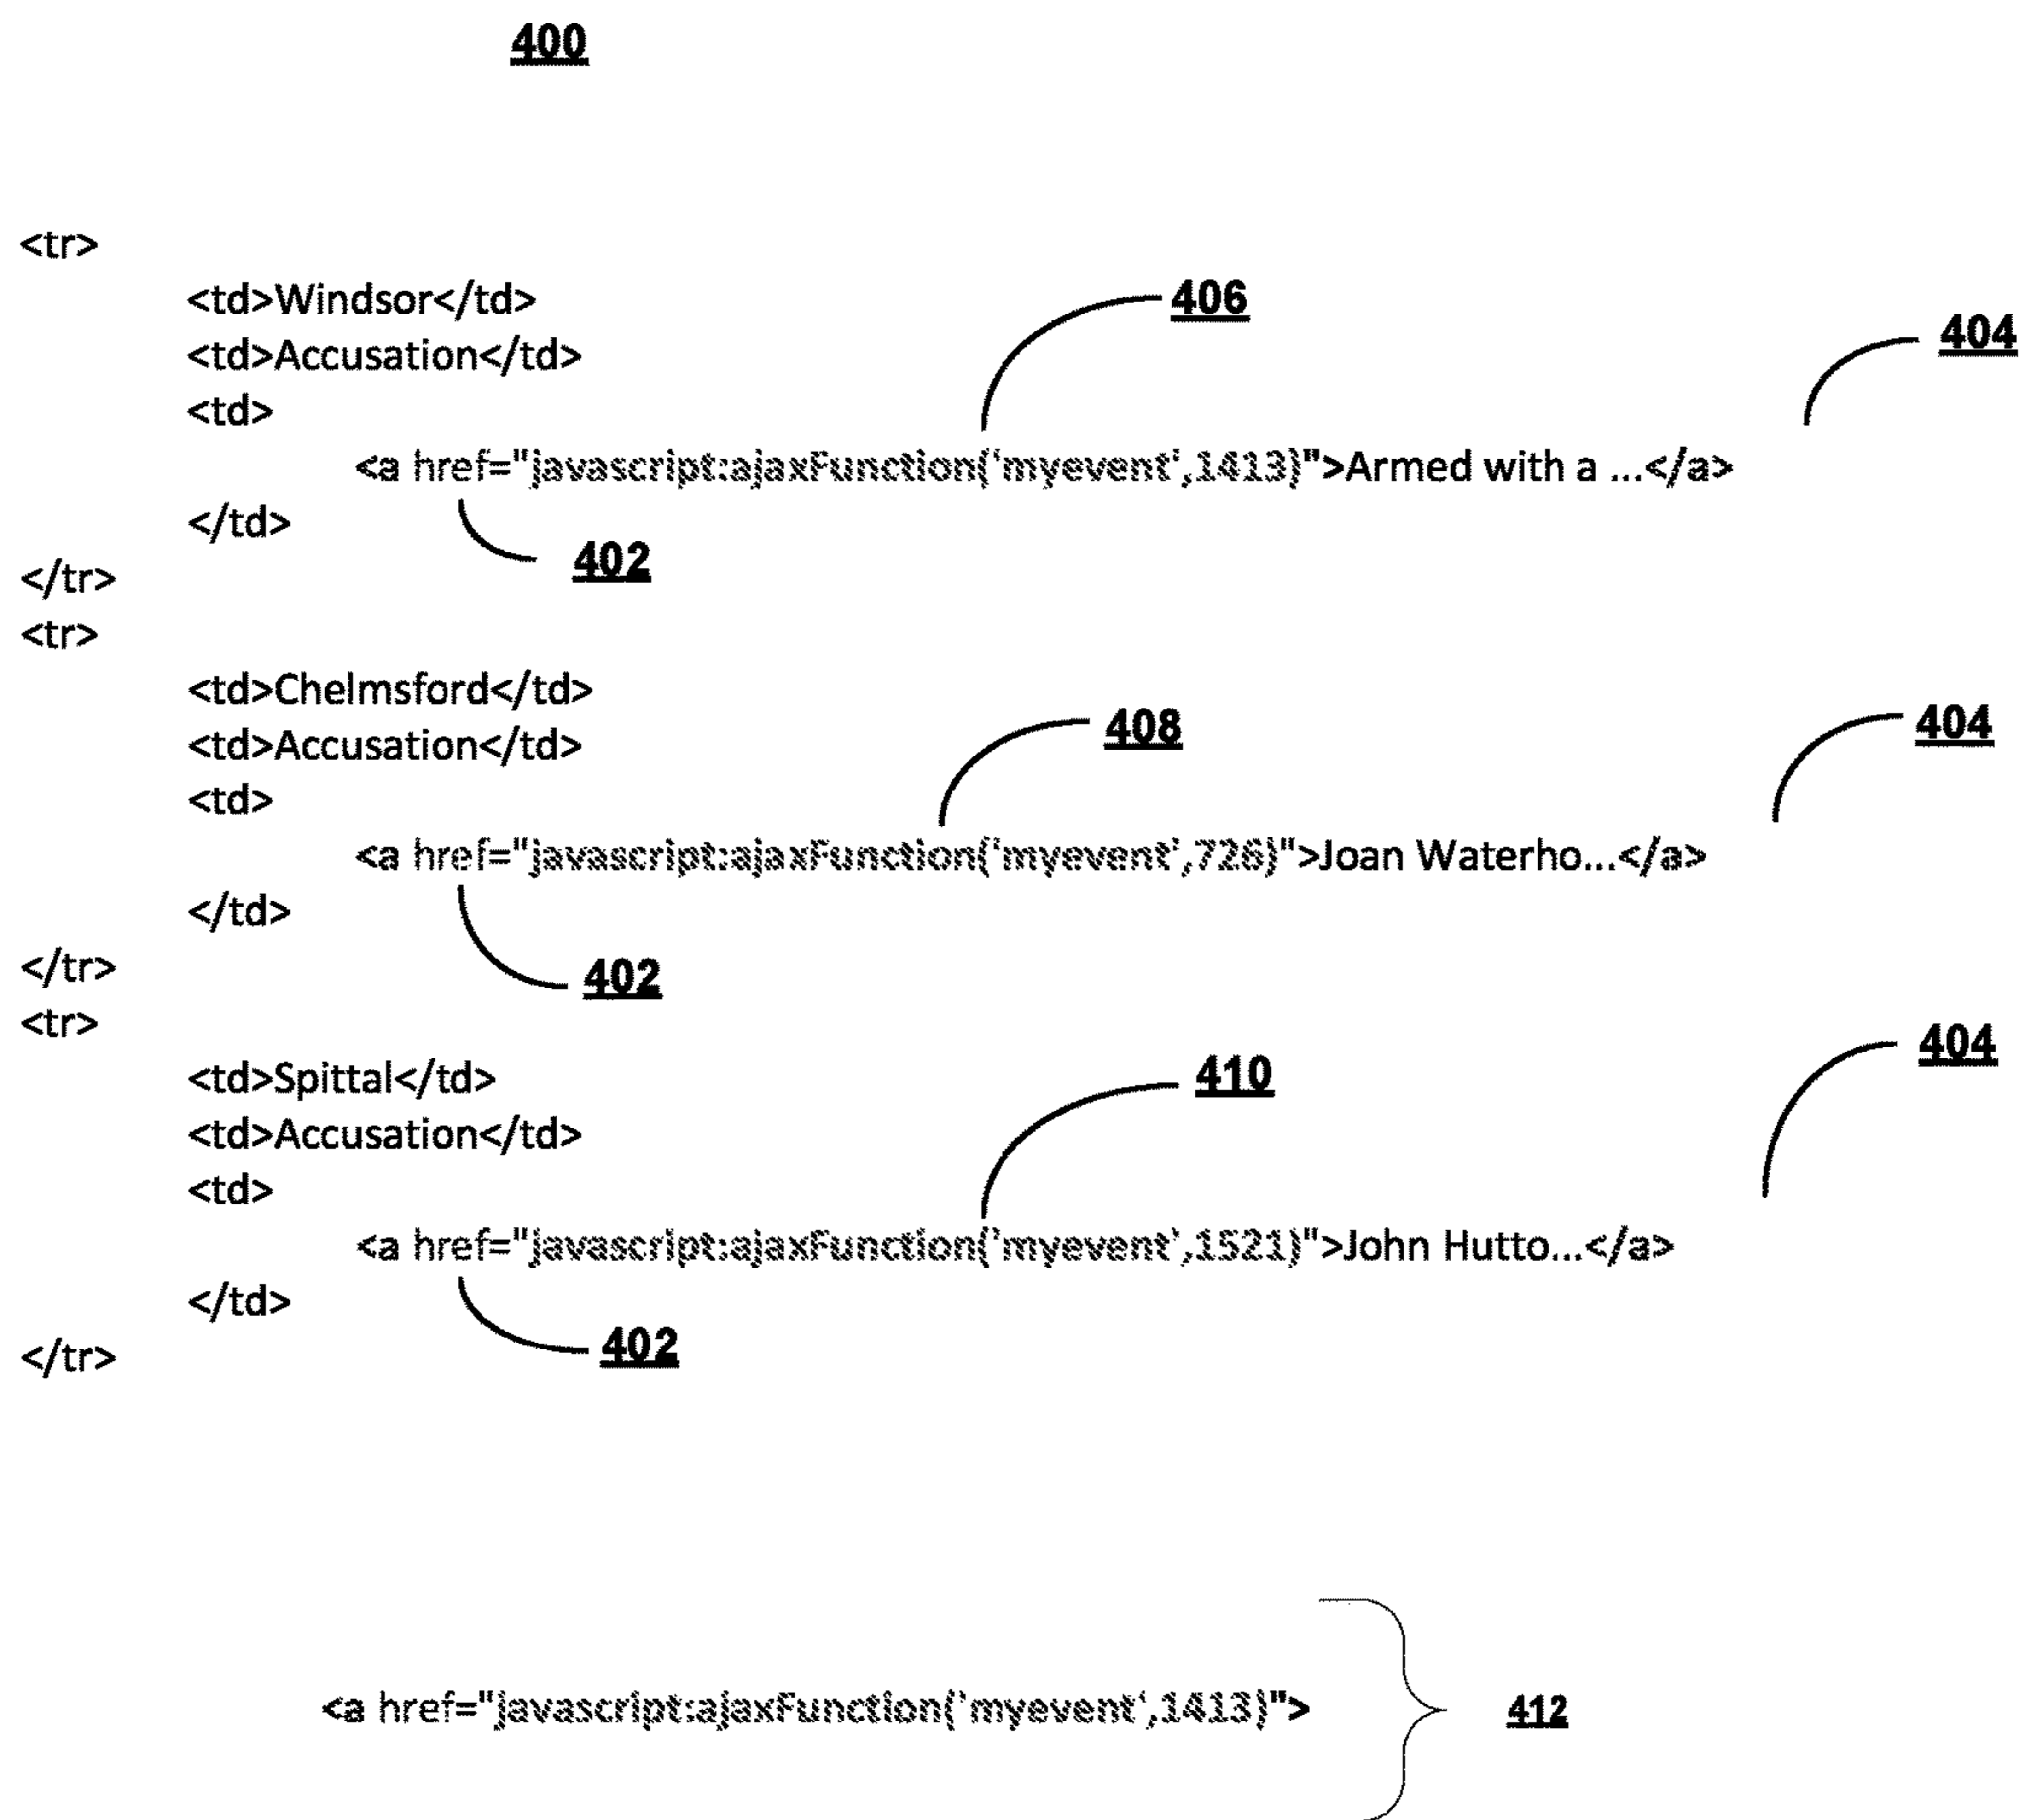 400
<tr>
<td>Windsor</td>
406
404
<td>Accusation</td>
<td>
<a href="javascript:ajaxFunction('myevent',1413)">Armed with a ...</a>
</td>
402
</tr>
<tr>
<td>Chelmsford</td>
408
404
<td>Accusation</td>
<td>
<a href="javascript:ajaxFunction('myevent',726)">Joan Waterho...</a>
</td>
402
</tr>
<tr>
404
<td>Spittal</td>
410
<td>Accusation</td>
<td>
<a href="javascript:ajaxFunction('myevent',1521)">John Hutto...</a>
</td>
402
</tr>
<a href="javascript:ajaxFunction('myevent',1413)">
412